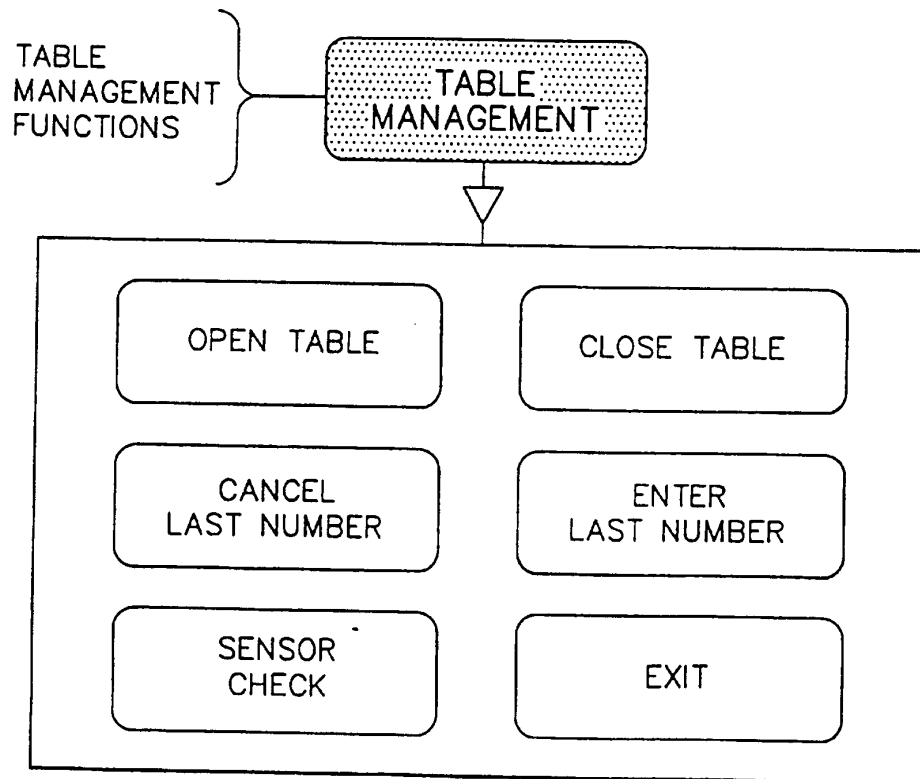 TABLE
MANAGEMENT
FUNCTIONS
TABLE
MANAGEMENT
OPEN TABLE
CLOSE TABLE
CANCEL
LAST NUMBER
ENTER
LAST NUMBER
SENSOR
CHECK
EXIT